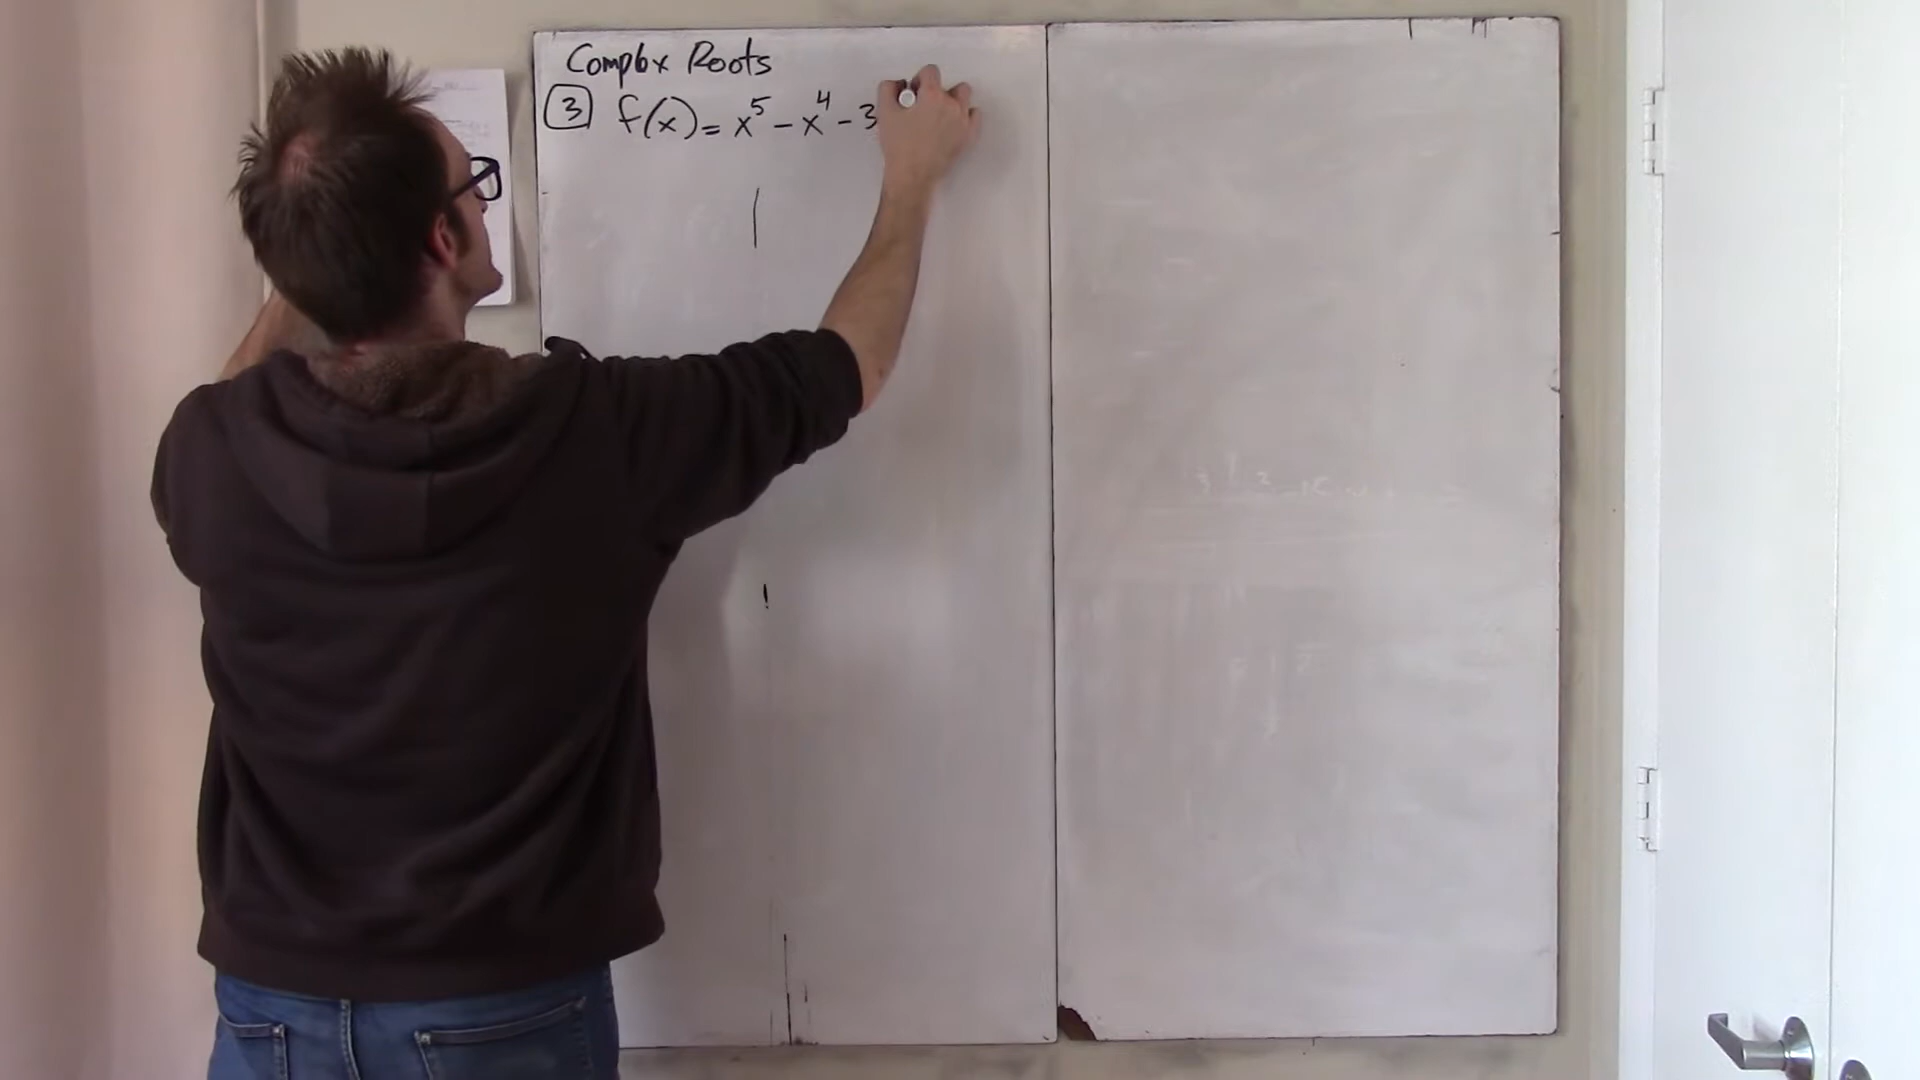 Complex Roots
3 f(x) = x⁵ - x⁴ - 3